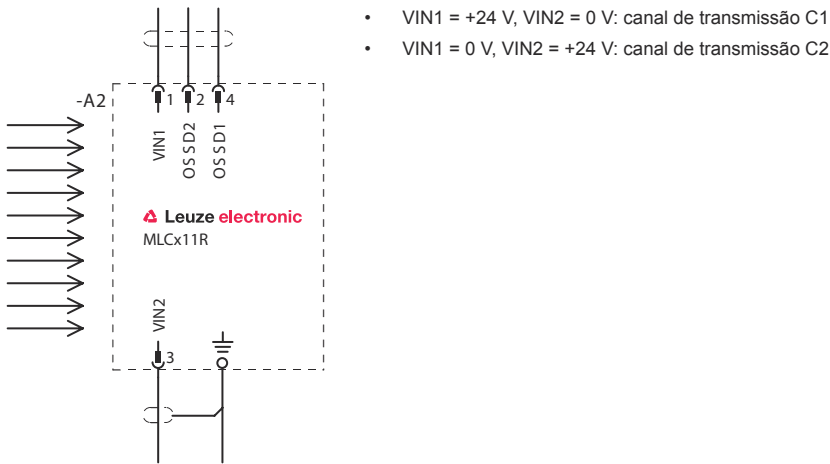 • VIN1 = +24 V, VIN2 = 0 V: canal de transmissão C1
• VIN1 = 0 V, VIN2 = +24 V: canal de transmissão C2
-A2
1 2 4
VIN1
OSSD2
OSSD1
Leuze electronic
MLCx11R
VIN2
3